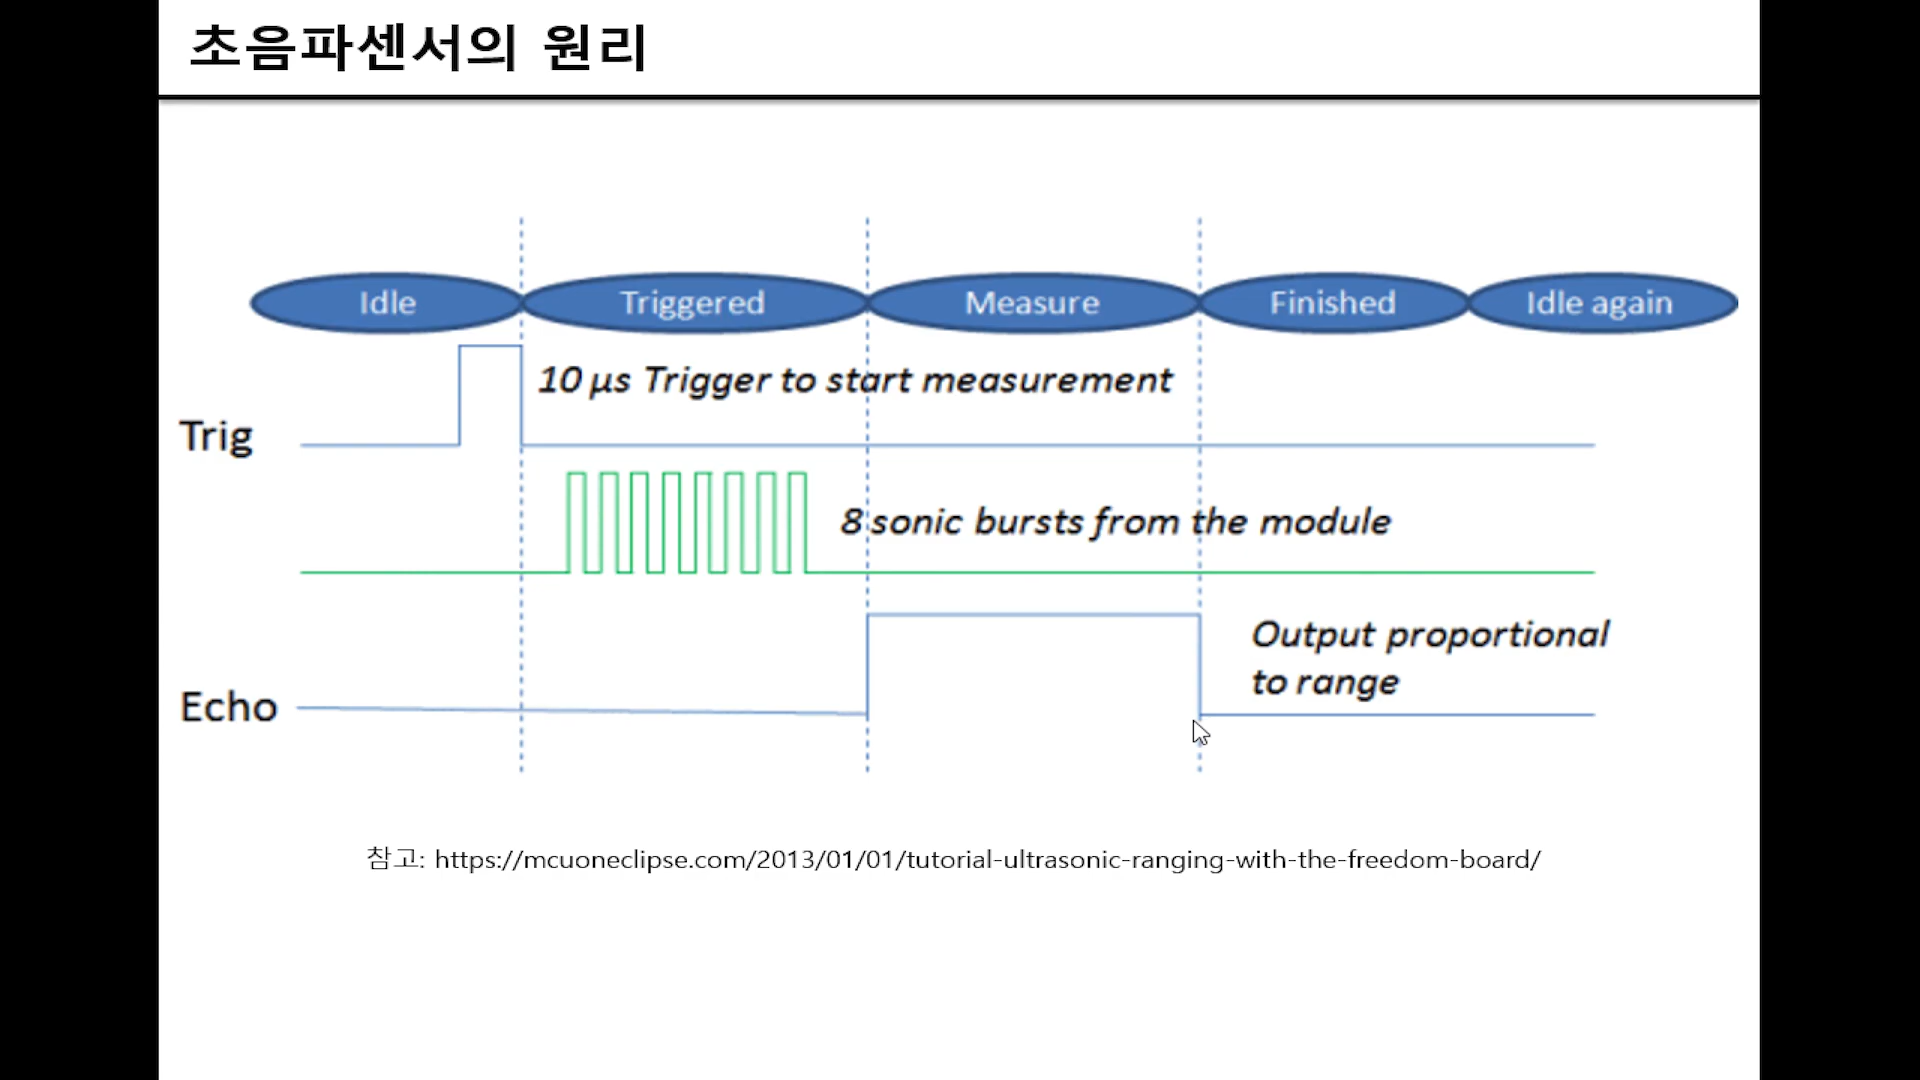 초음파센서의 원리
Idle
Triggered
Measure
Finished
Idle again
10 µs Trigger to start measurement
Trig
8 sonic bursts from the module
Output proportional
to range
Echo
참고: https://mcuoneclipse.com/2013/01/01/tutorial-ultrasonic-ranging-with-the-freedom-board/